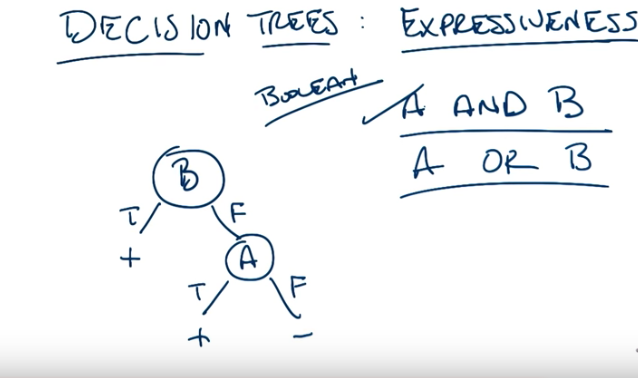 DECISION TREES : EXPRESSIVENESS
BOOLEAN
A AND B
A OR B
B
T F
+
A
T F
+ -